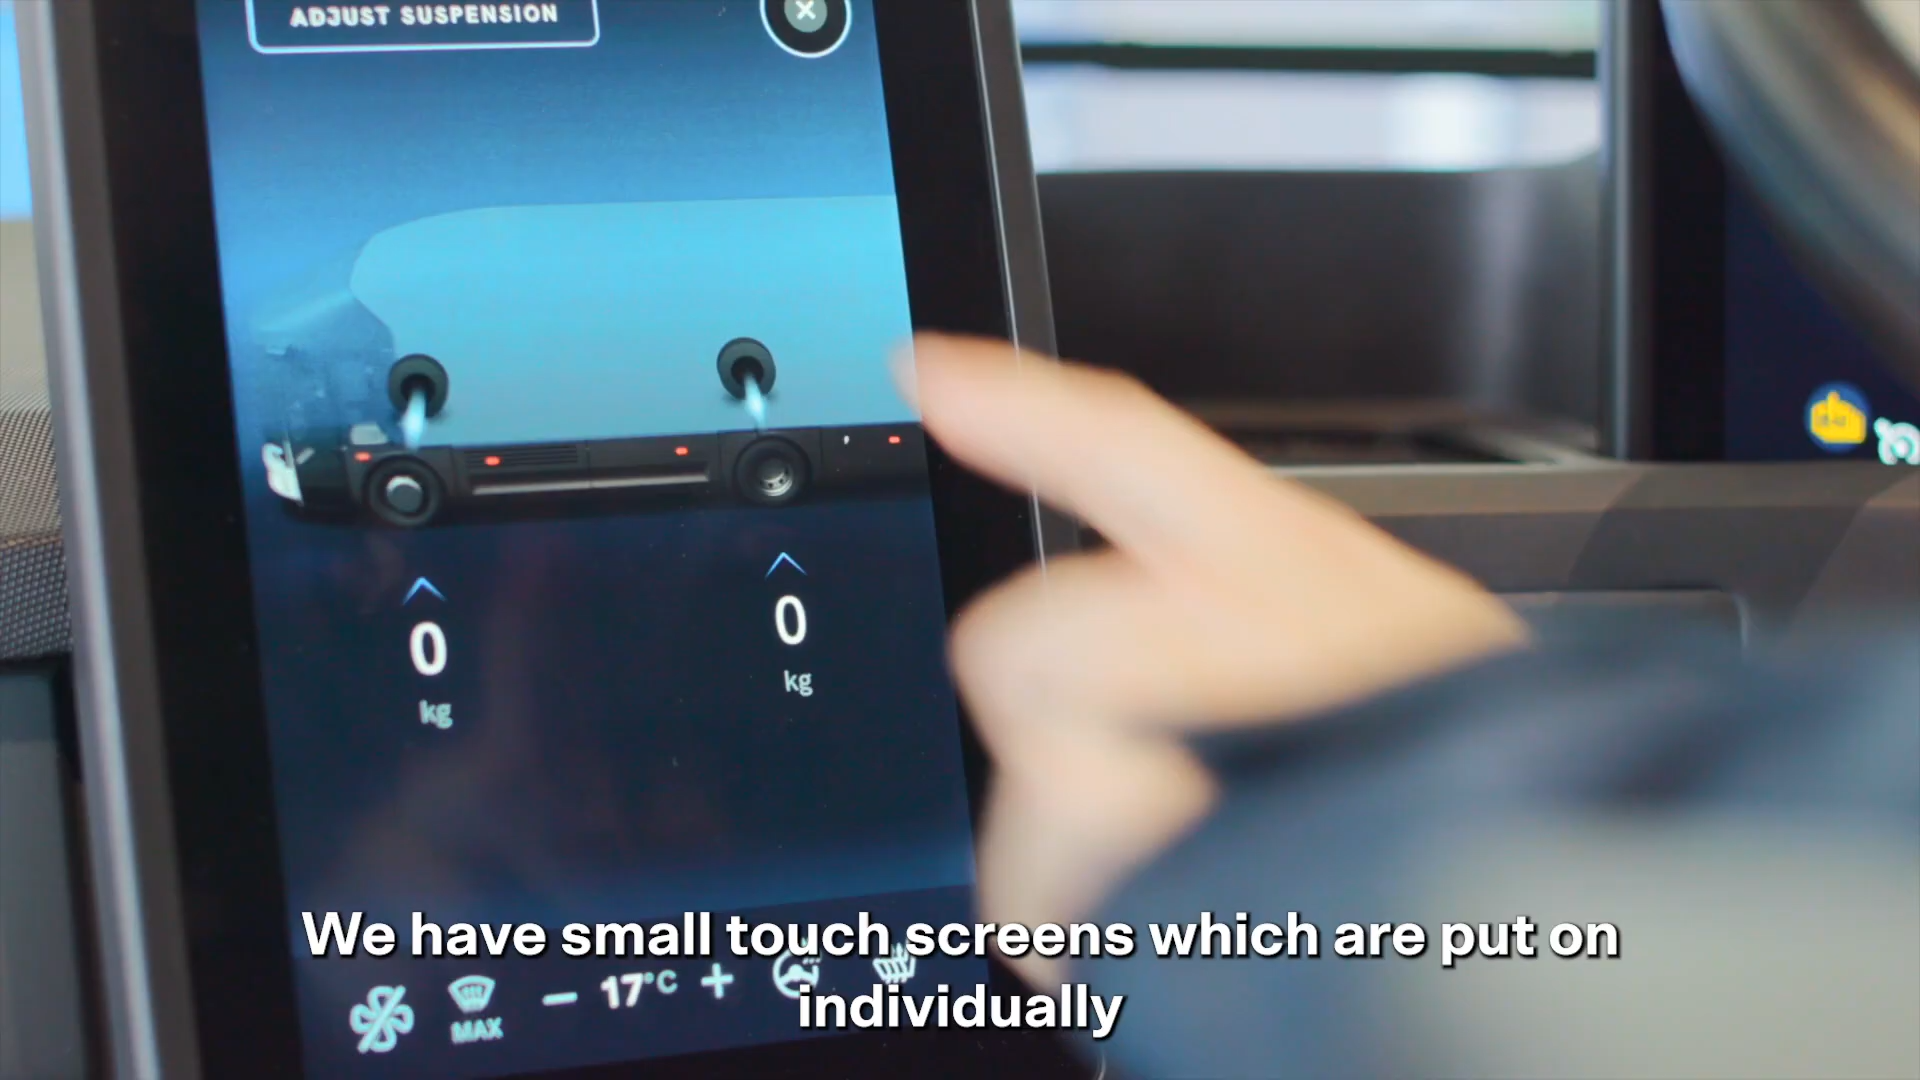 ADJUST SUSPENSION
0
kg
0
kg
We have small touch screens which are put on
individually
MAX
17°C